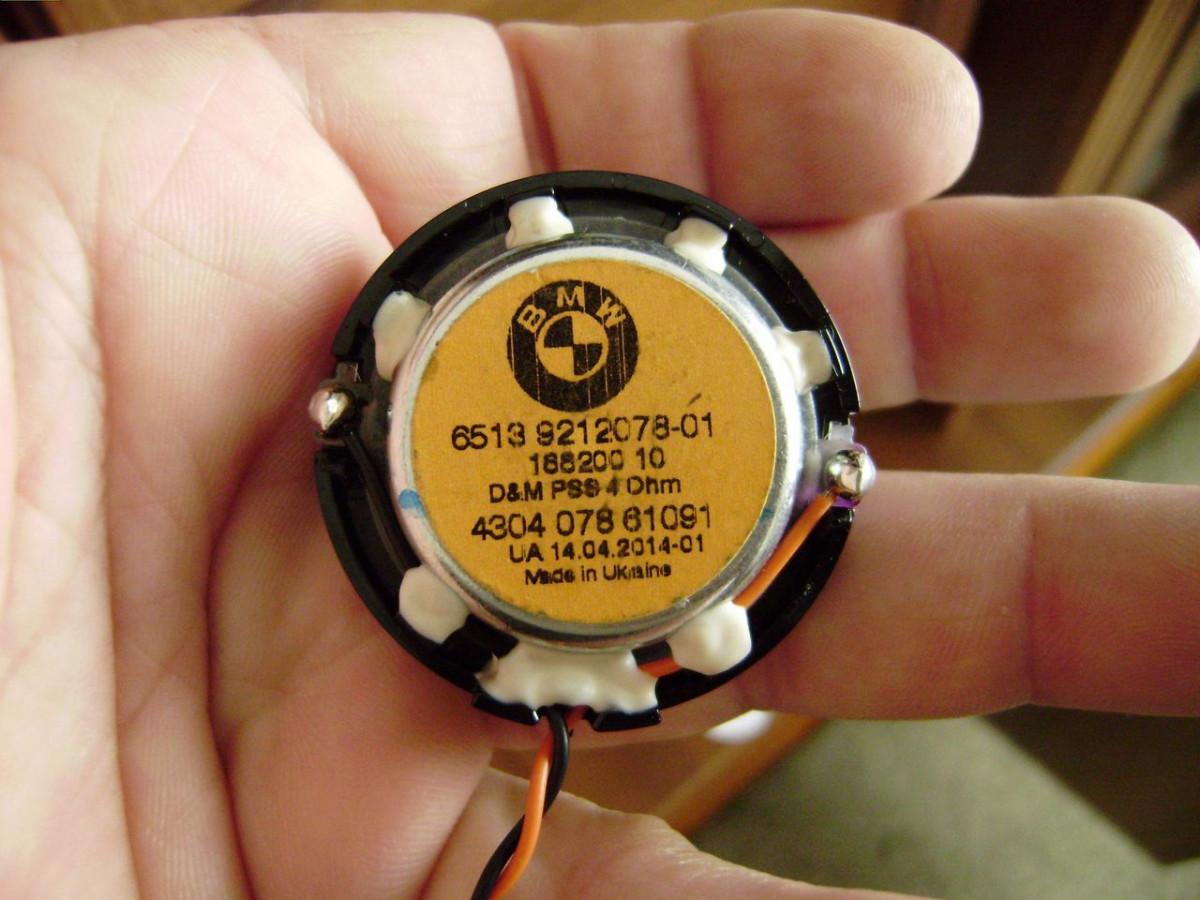 BMW
6513 9212078-01
188200 10
D&M PSS 4 Ohm
4304 078 61091
UA 14.04.2014-01
Made in Ukraine